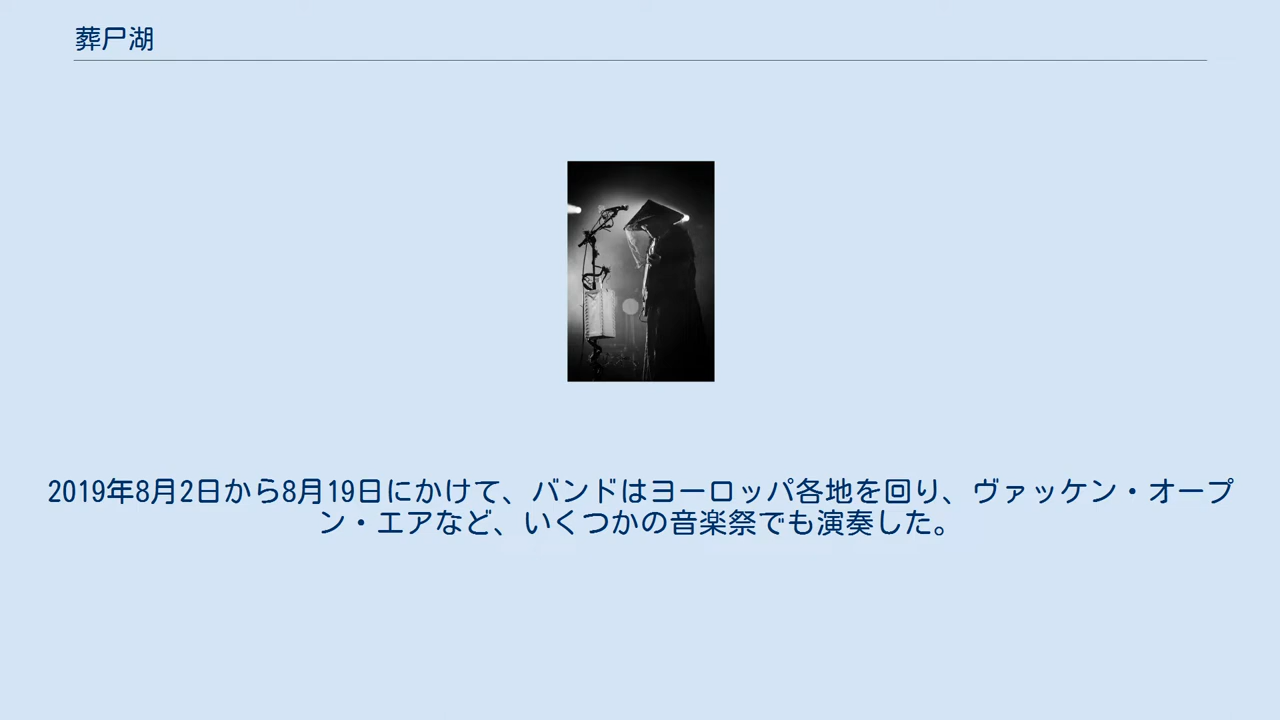 葬尸湖
2019年8月2日から8月19日にかけて、バンドはヨーロッパ各地を回り、ヴァッケン・オープ
ン・エアなど、いくつかの音楽祭でも演奏した。